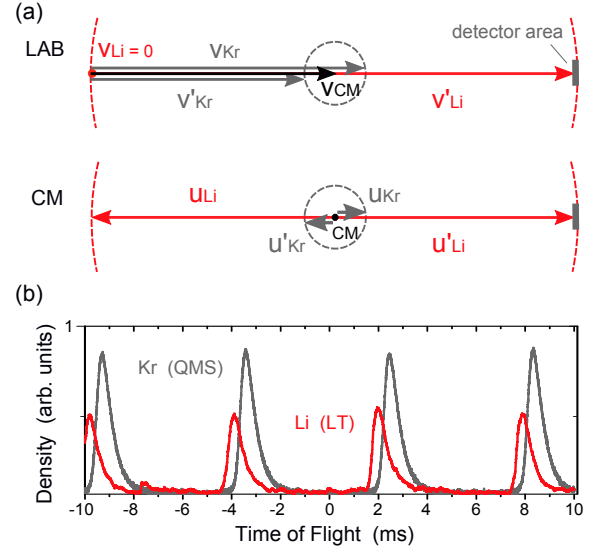 (a)
LAB
vLi = 0
vKr
detector area
v'Kr
vCM
v'Li
CM
uLi
uKr
u'Kr
CM
u'Li
(b)
Density (arb. units)
1
Kr (QMS)
Li (LT)
-10 -8 -6 -4 -2 0 2 4 6 8 10
Time of Flight (ms)